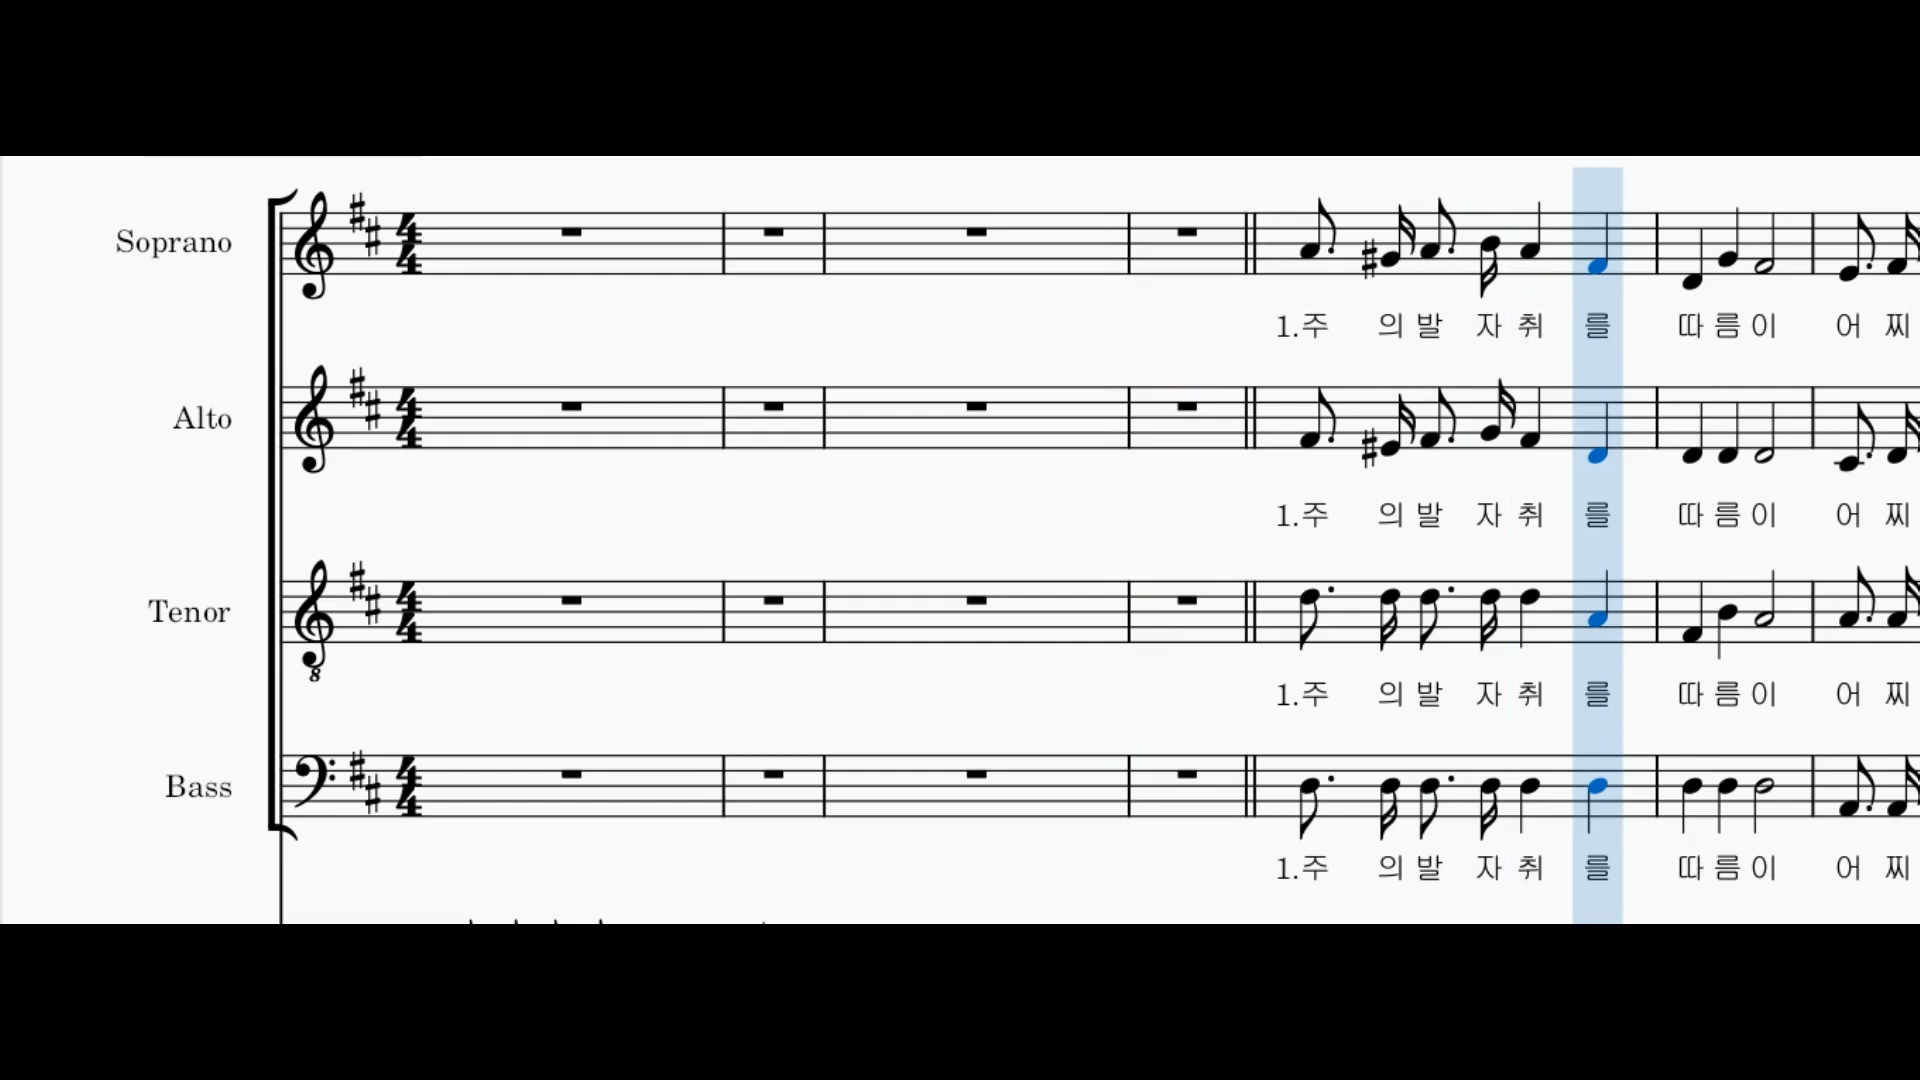 Soprano
1.주 의 발 자 취 를 따 름 이 어 찌
Alto
1.주 의 발 자 취 를 따 름 이 어 찌
Tenor
1.주 의 발 자 취 를 따 름 이 어 찌
Bass
1.주 의 발 자 취 를 따 름 이 어 찌